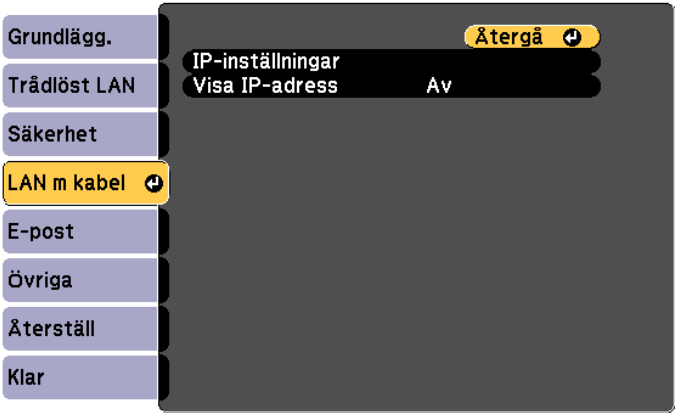 Grundlägg.
Trådlöst LAN
Säkerhet
LAN m kabel
E-post
Övriga
Återställ
Klar
Återgå
IP-inställningar
Visa IP-adress Av